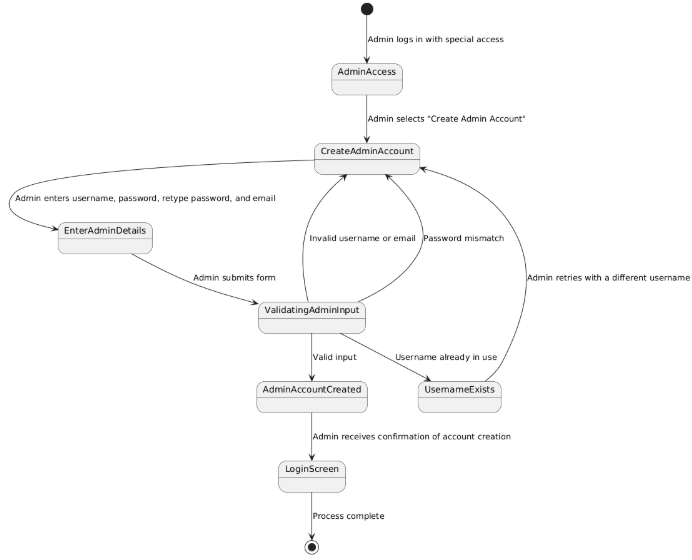 Admin logs in with special access
AdminAccess
Admin selects "Create Admin Account"
CreateAdminAccount
Admin enters username, password, retype password, and email
EnterAdminDetails
Invalid username or email
Password mismatch
Admin retries with a different username
Admin submits form
ValidatingAdminInput
Valid input
Username already in use
AdminAccountCreated
UsernameExists
Admin receives confirmation of account creation
LoginScreen
Process complete